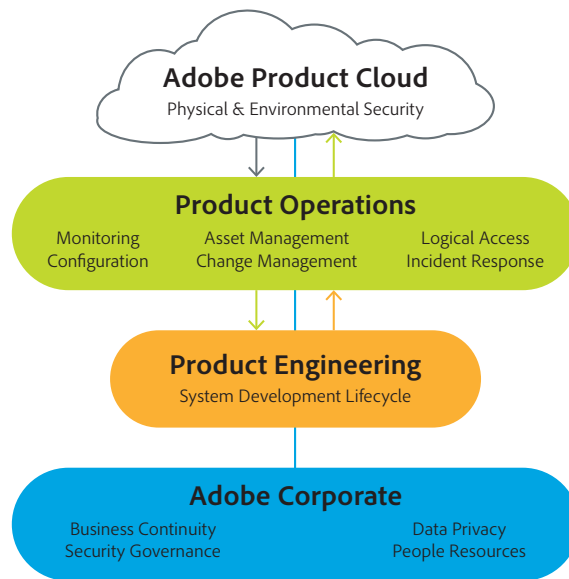 Adobe Product Cloud
Physical & Environmental Security
Product Operations
Monitoring
Configuration
Asset Management
Change Management
Logical Access
Incident Response
Product Engineering
System Development Lifecycle
Adobe Corporate
Business Continuity
Security Governance
Data Privacy
People Resources